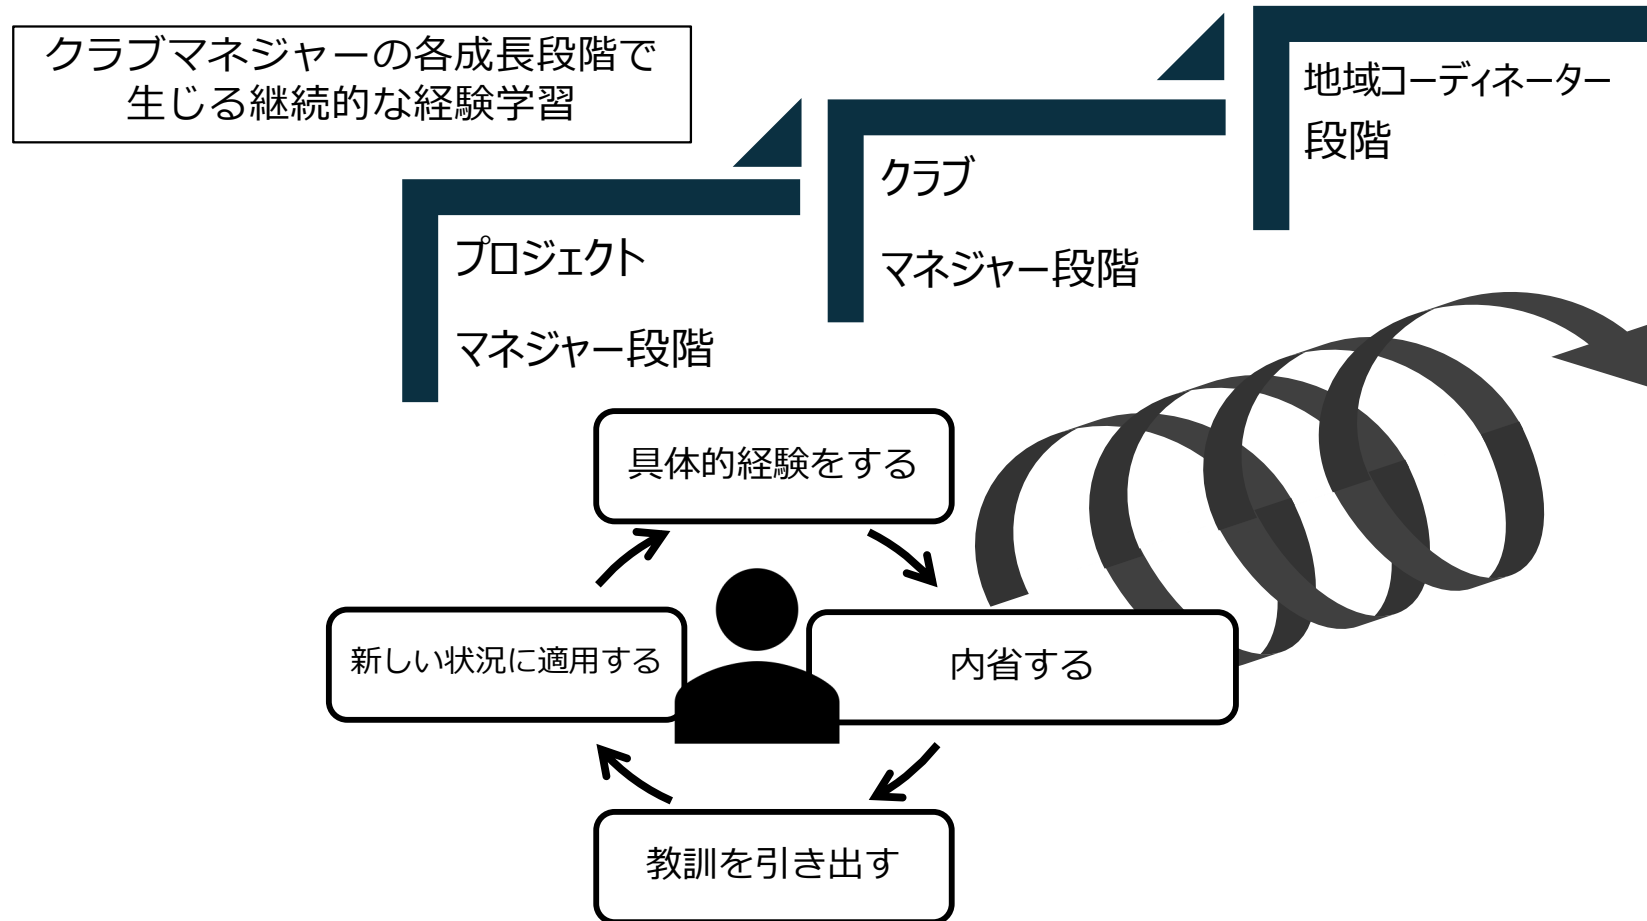 クラブマネジャーの各成長段階で
生じる継続的な経験学習
プロジェクト
マネジャー段階
クラブ
マネジャー段階
地域コーディネーター
段階
具体的経験をする
新しい状況に適用する
内省する
教訓を引き出す